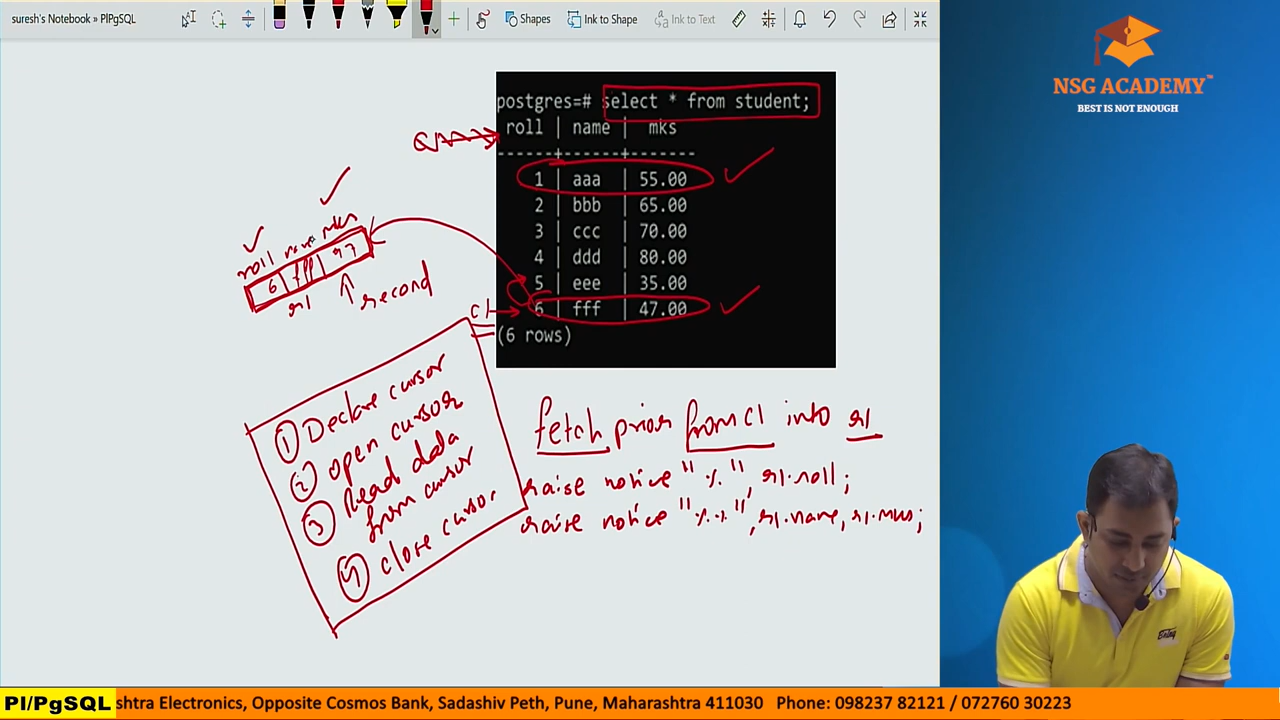 suresh's Notebook » PlPgSQL
Shapes
Ink to Shape
Ink to Text
NSG ACADEMY™
BEST IS NOT ENOUGH
postgres=# select * from student;
roll | name | mks
------+------+-------
1 | aaa | 55.00
2 | bbb | 65.00
3 | ccc | 70.00
4 | ddd | 80.00
5 | eee | 35.00
6 | fff | 47.00
(6 rows)
roll name mks
6 fff 47
r1
record
c1
① Declare cursor
② open cursor
③ Read data
from cursor
④ close cursor
fetch prior from c1 into r1
raise notice "%", r1.roll;
raise notice "%%", r1.name, r1.mks;
PI/PgSQL
shtra Electronics, Opposite Cosmos Bank, Sadashiv Peth, Pune, Maharashtra 411030 Phone: 098237 82121 / 072760 30223